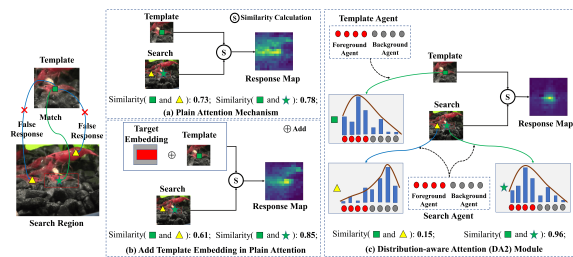 Template
Match
False
Response
False
Response
Search Region
Template
Search
S Similarity Calculation
S
Response Map
Similarity( and ): 0.73; Similarity( and ): 0.78;
(a) Plain Attention Mechanism
Target
Embedding
Template
⊕ Add
⊕
Search
S
Response Map
Similarity( and ): 0.61; Similarity( and ): 0.85;
(b) Add Template Embedding in Plain Attention
Template Agent
Foreground
Agent
Background
Agent
Template
Search
S
Response Map
Foreground
Agent
Background
Agent
Search Agent
Similarity( and ): 0.15; Similarity( and ): 0.96;
(c) Distribution-aware Attention (DA2) Module